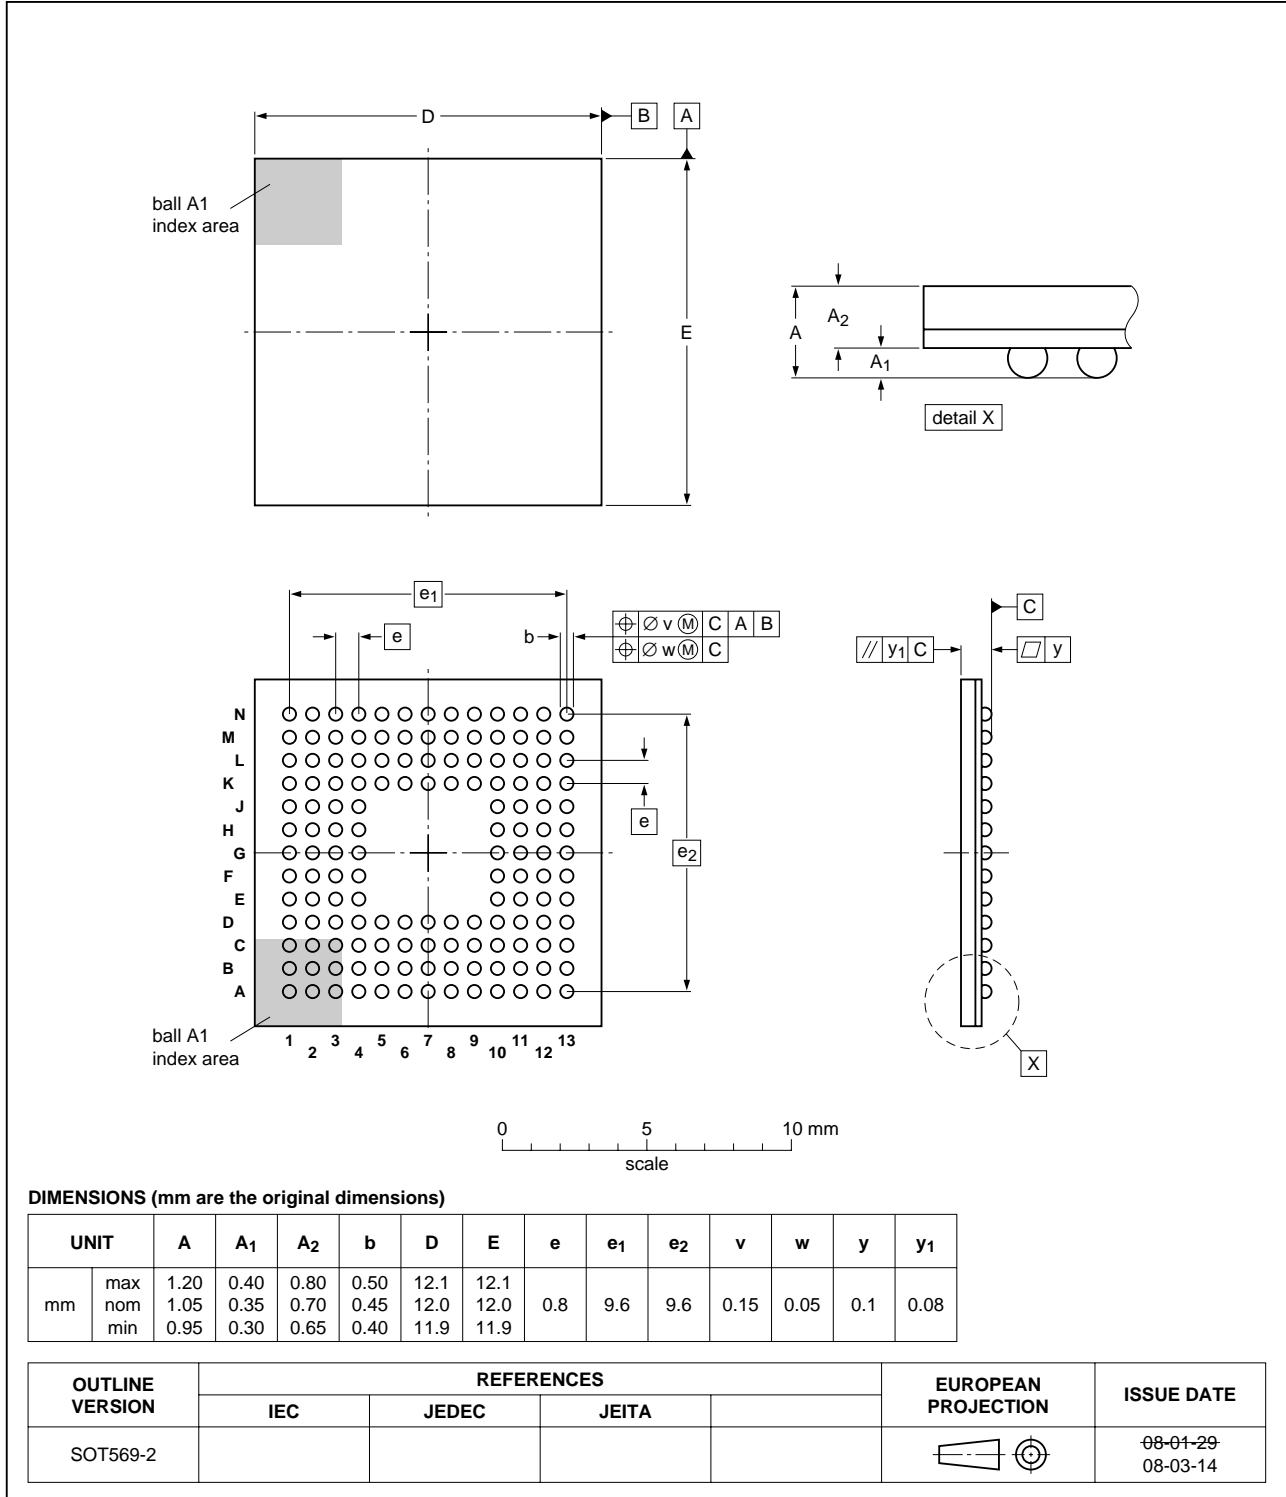 D
B
A
ball A1
index area
E
A
A2
A1
detail X
e1
e
b
⌖ ∅ v Ⓜ C A B
⌖ ∅ w Ⓜ C
C
// y1 C
⏥ y
N
M
L
K
J
H
G
F
E
D
C
B
A
e
e2
ball A1
index area
1 2 3 4 5 6 7 8 9 10 11 12 13
X
0 5 10 mm
scale
DIMENSIONS (mm are the original dimensions)
UNIT A A1 A2 b D E e e1 e2 v w y y1
mm max 1.20 0.40 0.80 0.50 12.1 12.1
nom 1.05 0.35 0.70 0.45 12.0 12.0 0.8 9.6 9.6 0.15 0.05 0.1 0.08
min 0.95 0.30 0.65 0.40 11.9 11.9
OUTLINE VERSION
REFERENCES
IEC JEDEC JEITA
EUROPEAN PROJECTION
ISSUE DATE
SOT569-2
08-01-29
08-03-14